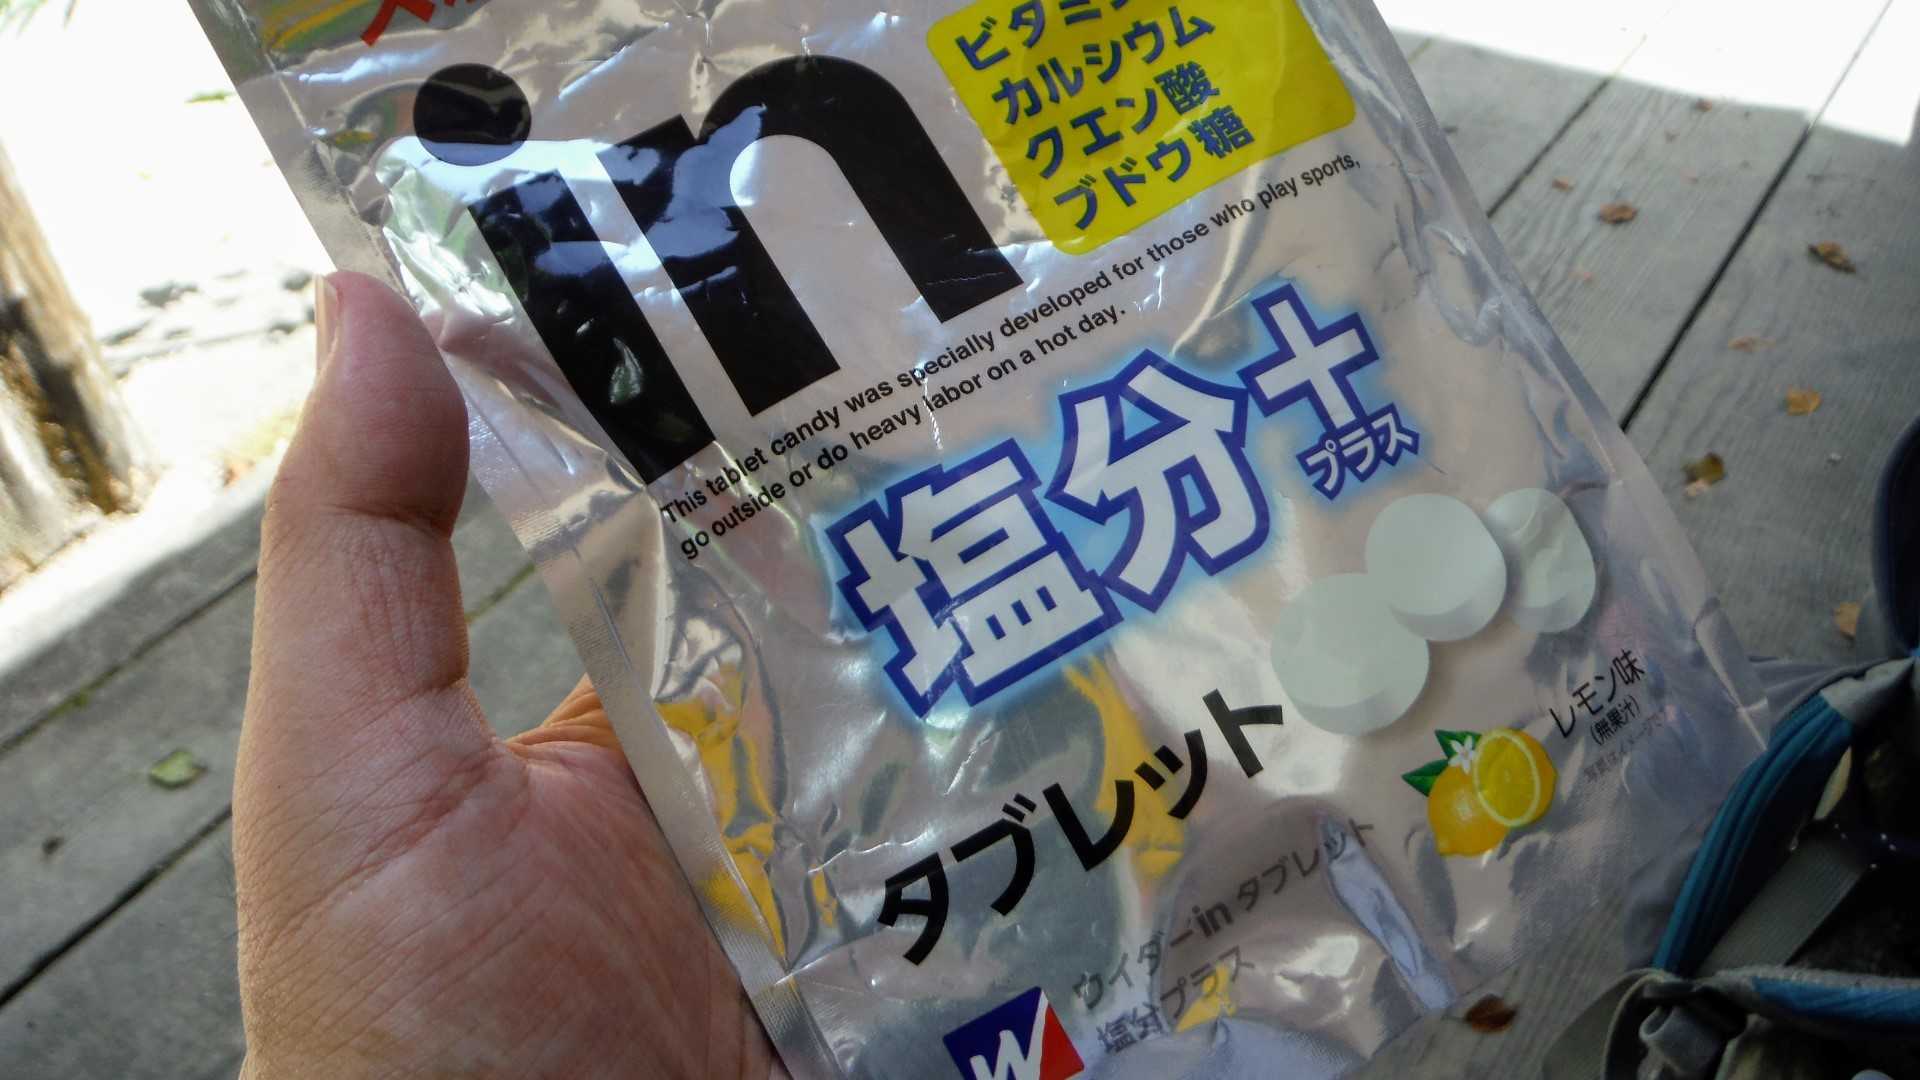 in
ビタミン
カルシウム
クエン酸
ブドウ糖
This tablet candy was specially developed for those who play sports,
go outside or do heavy labor on a hot day.
塩分+
プラス
タブレット
レモン味
(無果汁)
ウイダーinタブレット
塩分プラス
W